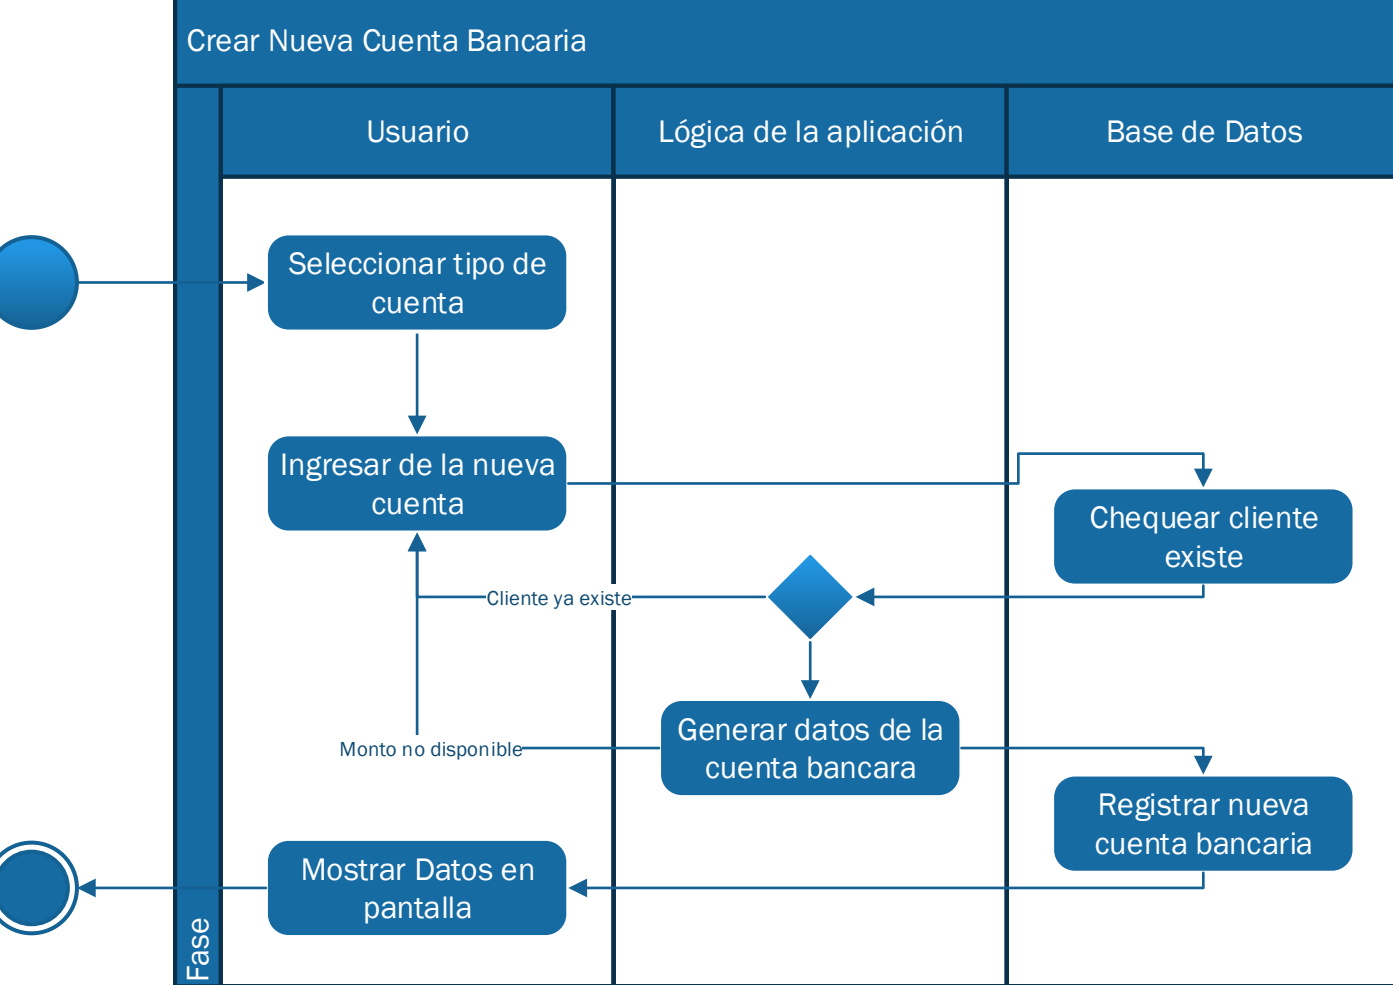 Crear Nueva Cuenta Bancaria
Usuario
Lógica de la aplicación
Base de Datos
Seleccionar tipo de
cuenta
Ingresar de la nueva
cuenta
Chequear cliente
existe
Cliente ya existe
Generar datos de la
cuenta bancara
Monto no disponible
Registrar nueva
cuenta bancaria
Mostrar Datos en
pantalla
Fase